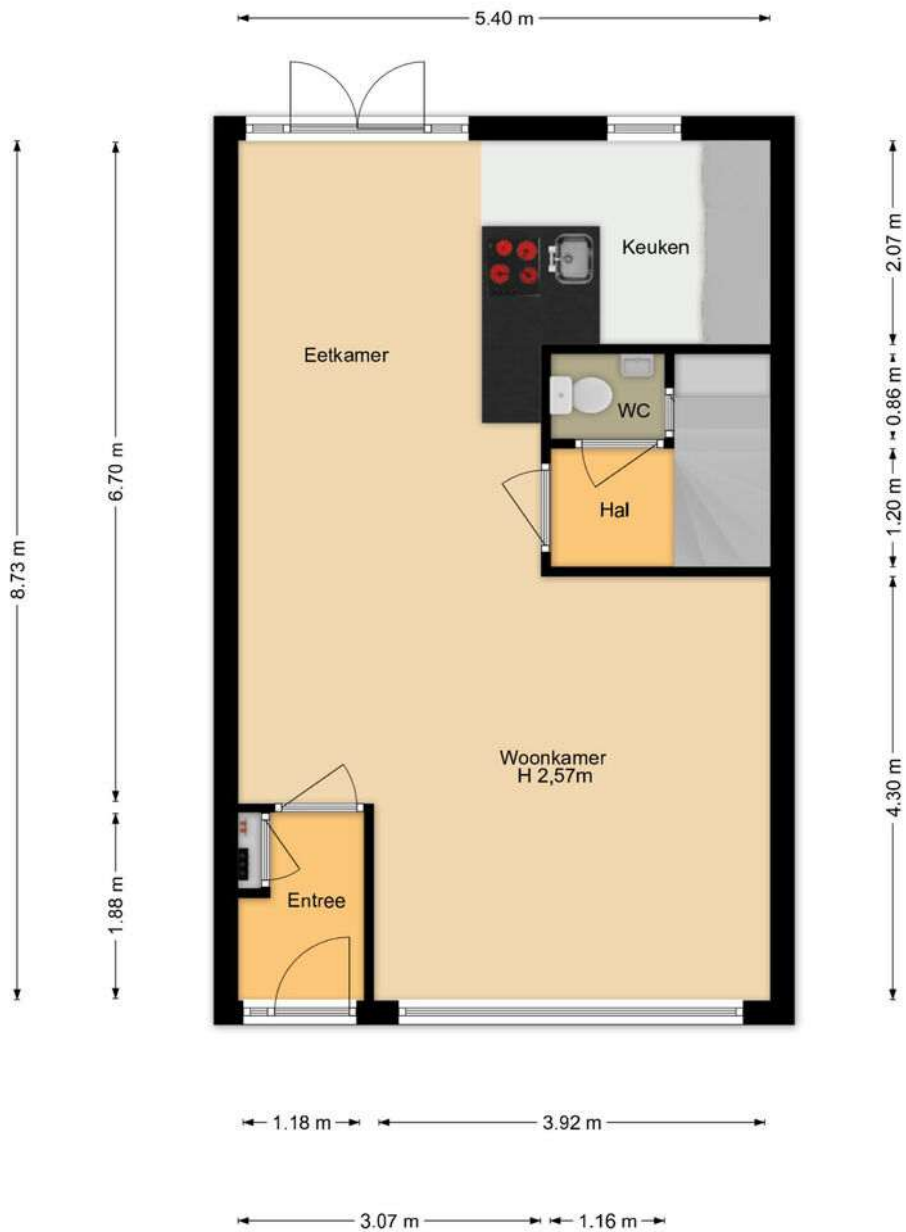 5.40 m
Keuken
2.07 m
Eetkamer
0.86 m
WC
6.70 m
1.20 m
Hal
8.73 m
Woonkamer
H 2,57m
4.30 m
Entree
1.88 m
1.18 m
3.92 m
3.07 m
1.16 m